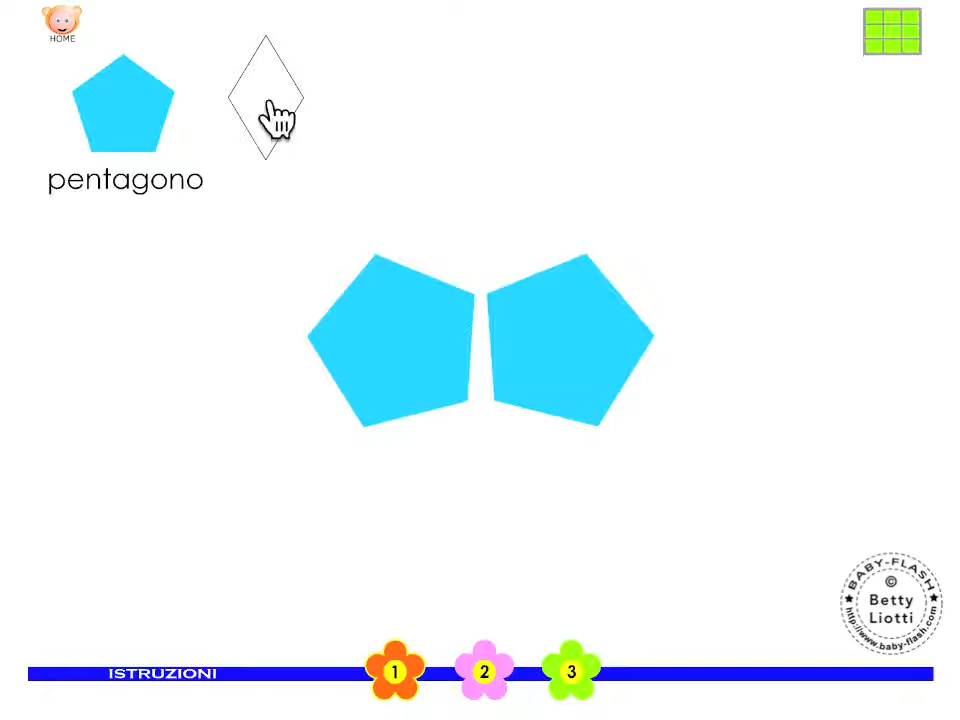 HOME
pentagono
BABY-FLASH
©
Betty
Liotti
http://www.baby-flash.com
ISTRUZIONI
1
2
3